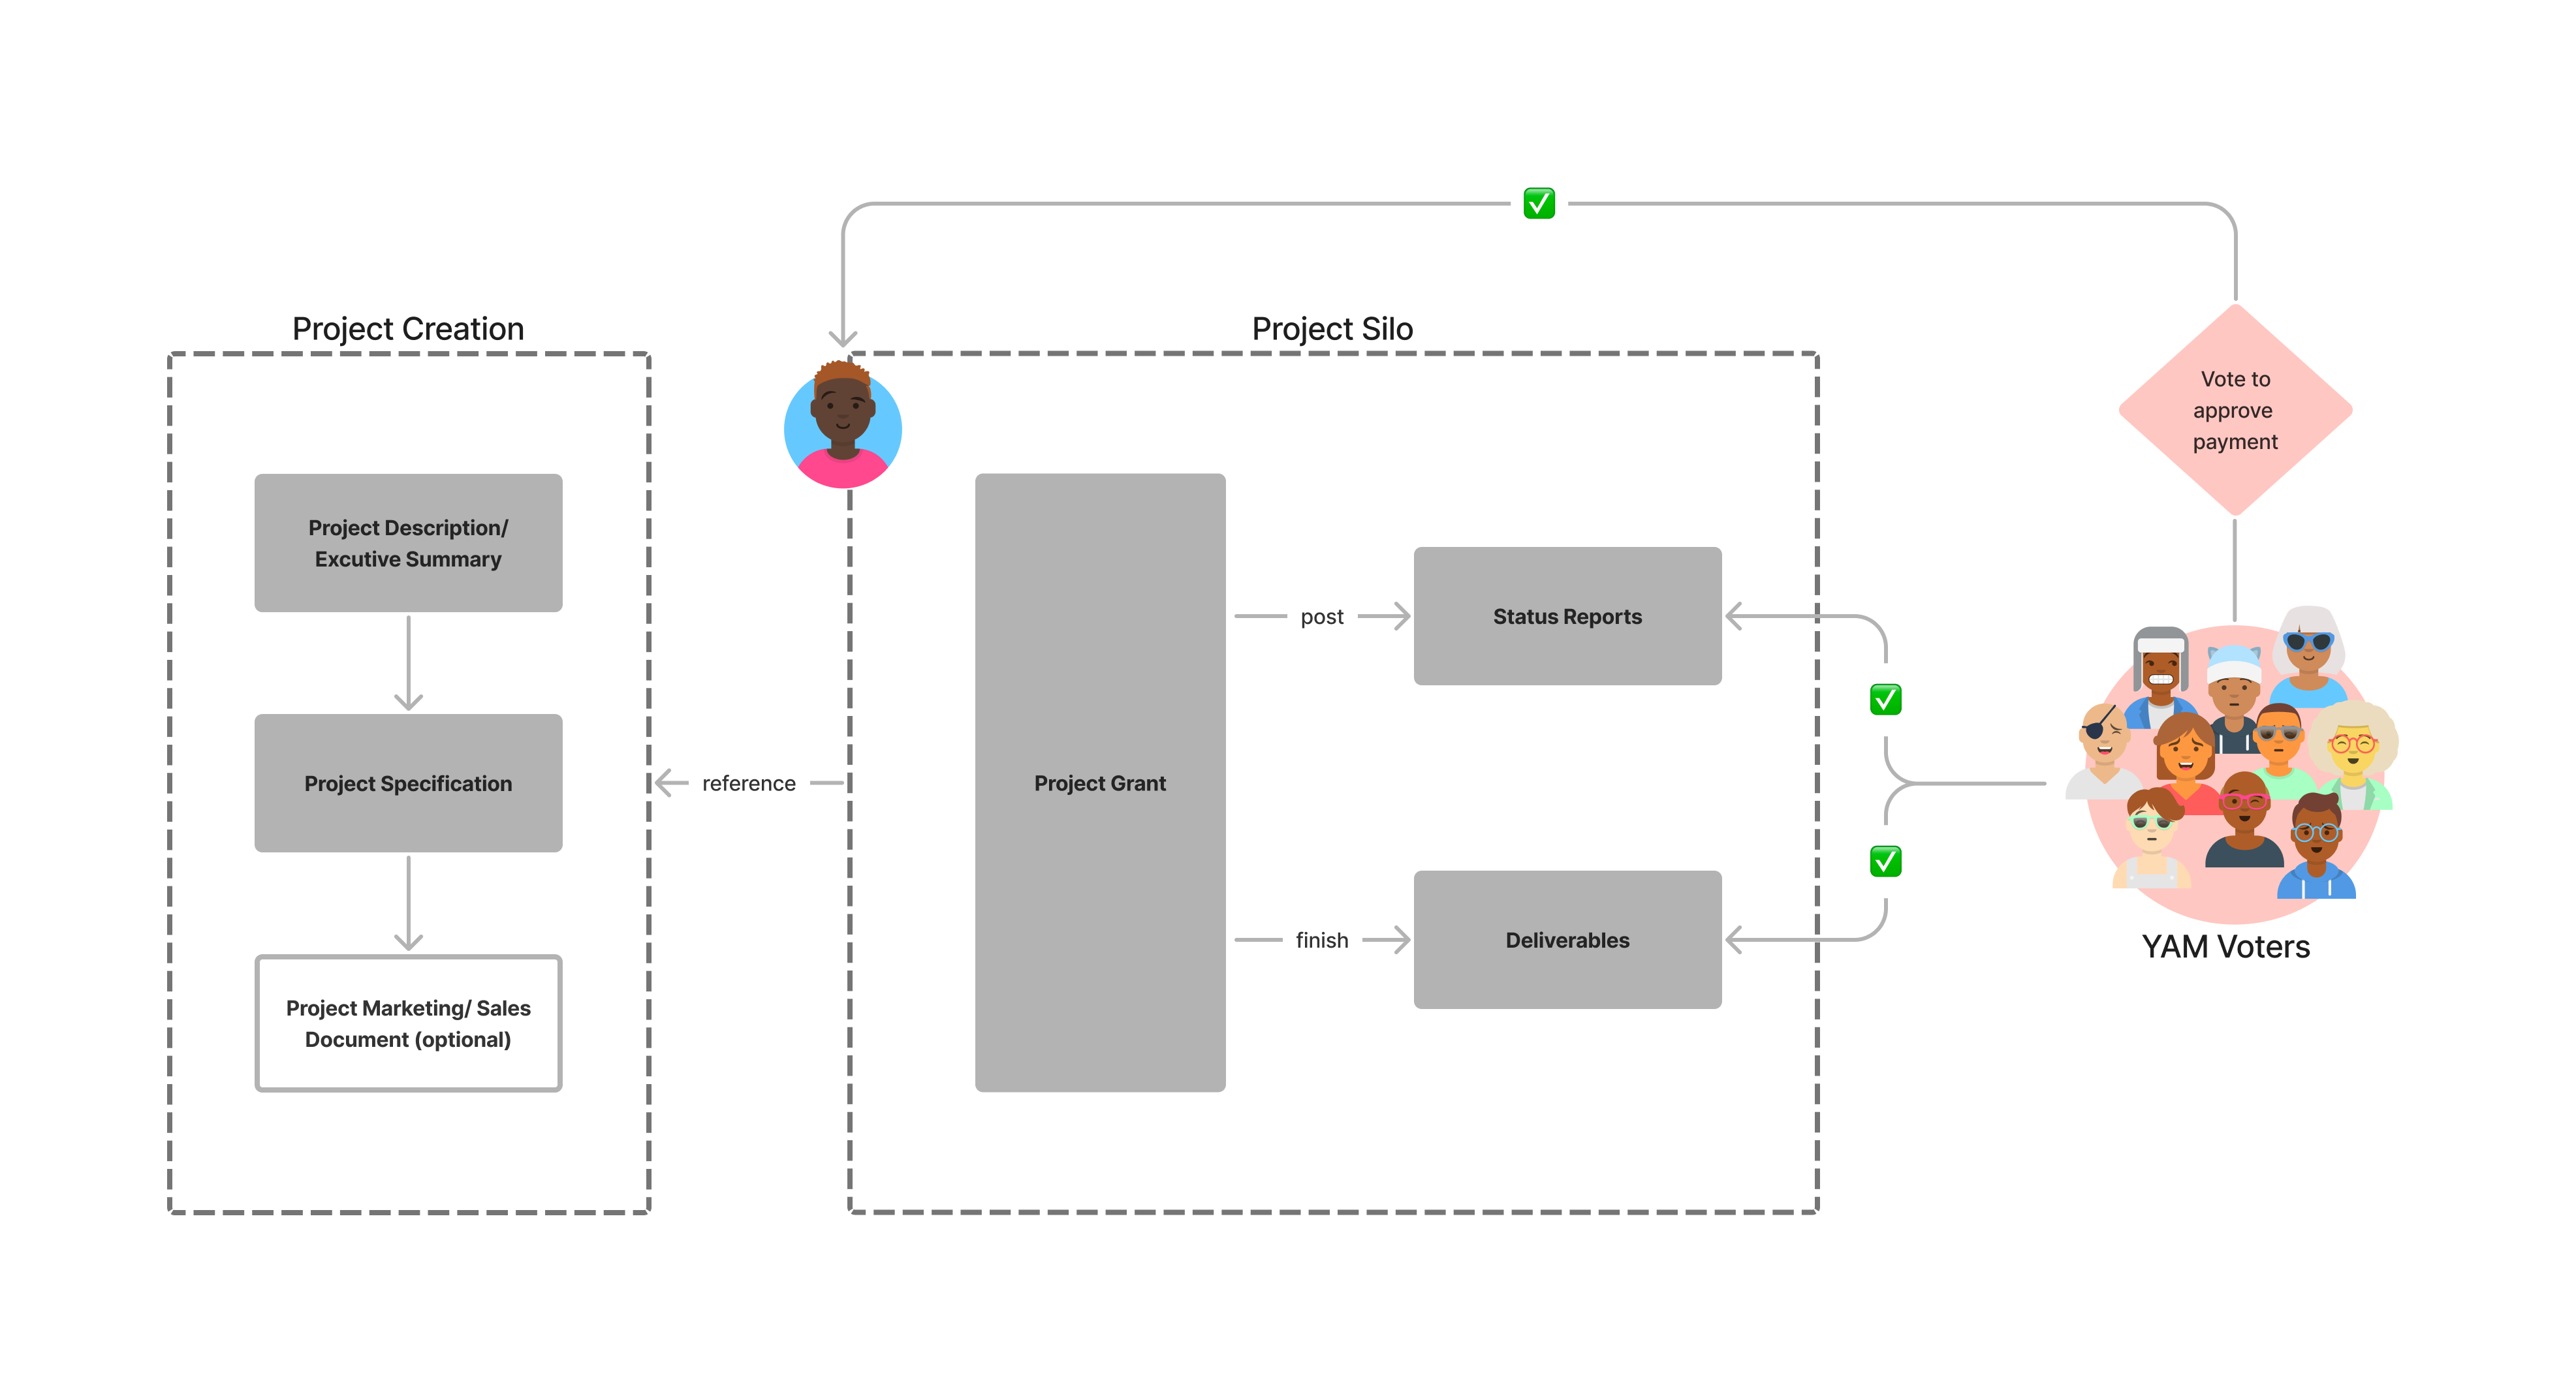 Project Creation
Project Description/
Excutive Summary
Project Specification
Project Marketing/ Sales
Document (optional)
reference
Project Silo
Project Grant
post
Status Reports
finish
Deliverables
Vote to
approve
payment
YAM Voters